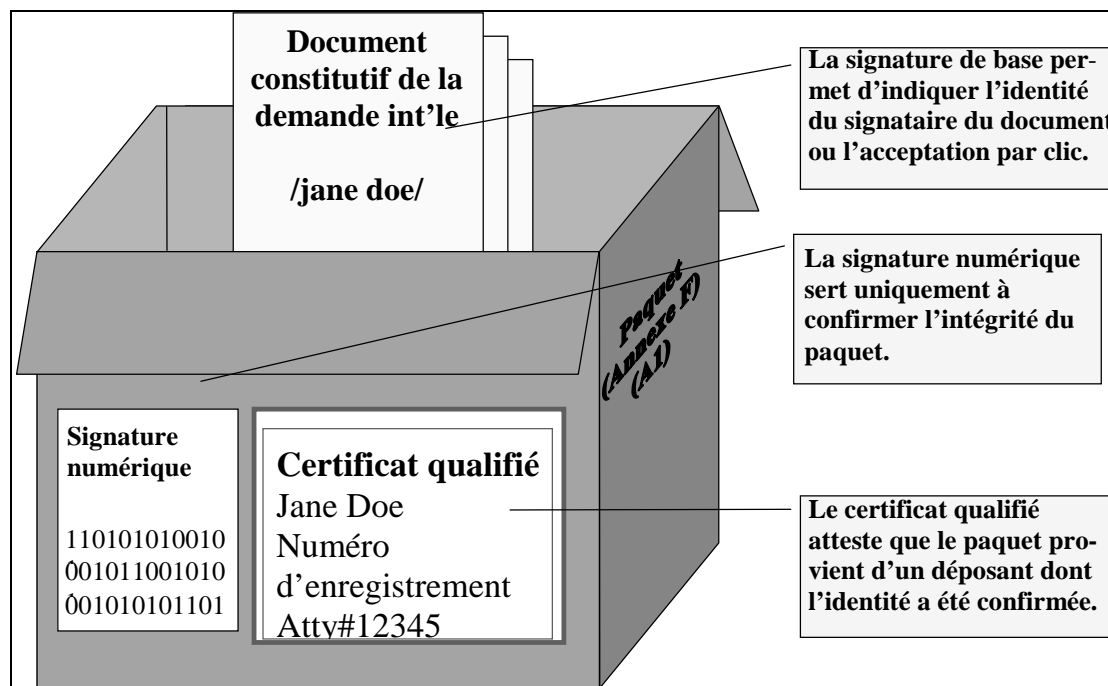 Document
constitutif de la
demande int’le
/jane doe/
La signature de base per-
met d’indiquer l’identité
du signataire du document
ou l’acceptation par clic.
La signature numérique
sert uniquement à
confirmer l’intégrité du
paquet.
Paquet
(Annexe F)
(A1)
Signature
numérique
110101010010
001011001010
001010101101
Certificat qualifié
Jane Doe
Numéro
d’enregistrement
Atty#12345
Le certificat qualifié
atteste que le paquet pro-
vient d’un déposant dont
l’identité a été confirmée.